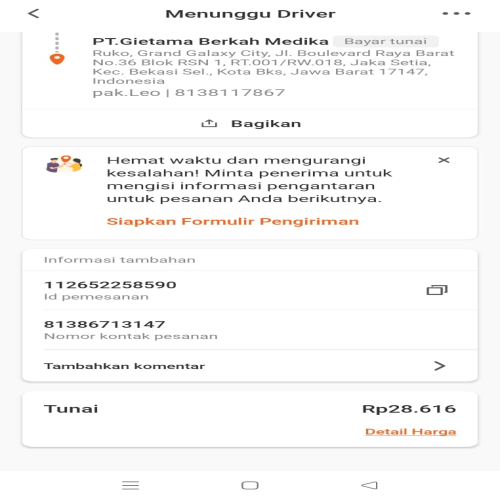 Menunggu Driver
PT.Gietama Berkah Medika Bayar tunai
Ruko, Grand Galaxy City, Jl. Boulevard Raya Barat
No.36 Blok RSN 1, RT.001/RW.018, Jaka Setia,
Kec. Bekasi Sel., Kota Bks, Jawa Barat 17147,
Indonesia
pak.Leo | 8138117867
Bagikan
Hemat waktu dan mengurangi
kesalahan! Minta penerima untuk
mengisi informasi pengantaran
untuk pesanan Anda berikutnya.
Siapkan Formulir Pengiriman
Informasi tambahan
112652258590
Id pemesanan
81386713147
Nomor kontak pesanan
Tambahkan komentar
Tunai Rp28.616
Detail Harga